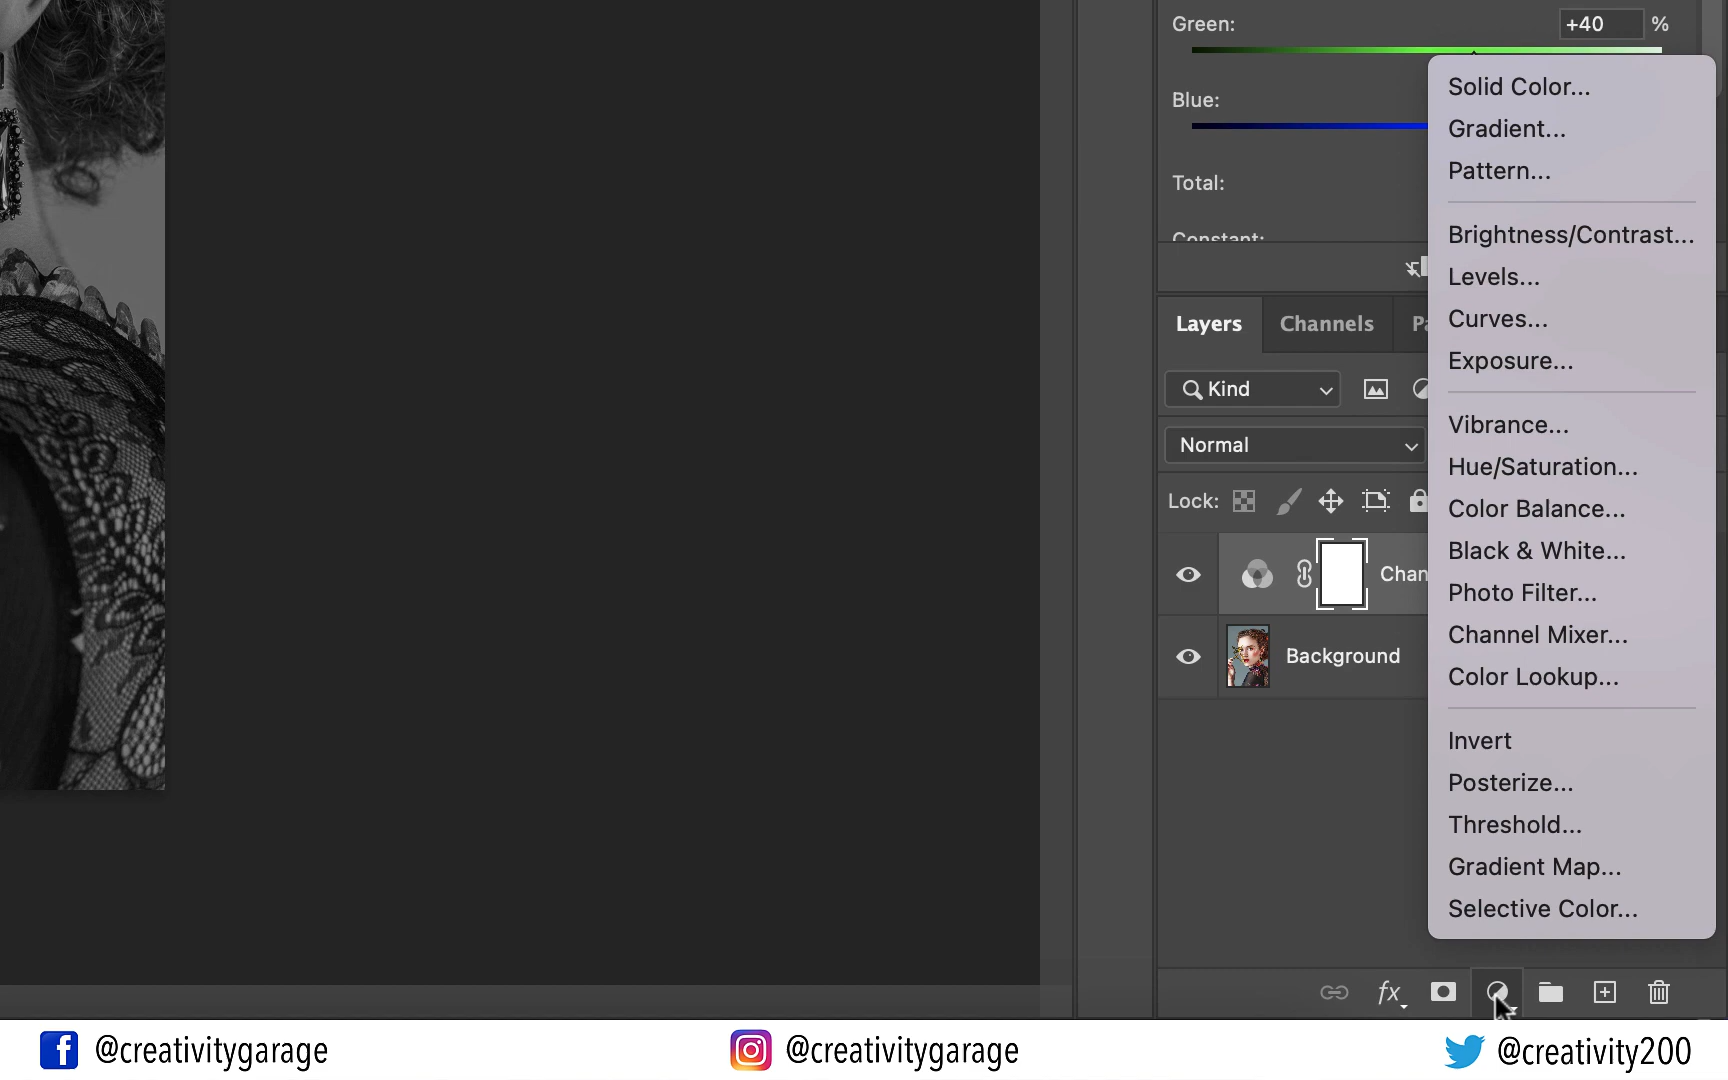 Green:
+40 %
Blue:
Total:
Constant:
Layers
Channels
Kind
Normal
Lock:
Chan
Background
Solid Color...
Gradient...
Pattern...
Brightness/Contrast...
Levels...
Curves...
Exposure...
Vibrance...
Hue/Saturation...
Color Balance...
Black & White...
Photo Filter...
Channel Mixer...
Color Lookup...
Invert
Posterize...
Threshold...
Gradient Map...
Selective Color...
fx
@creativitygarage
@creativitygarage
@creativity200